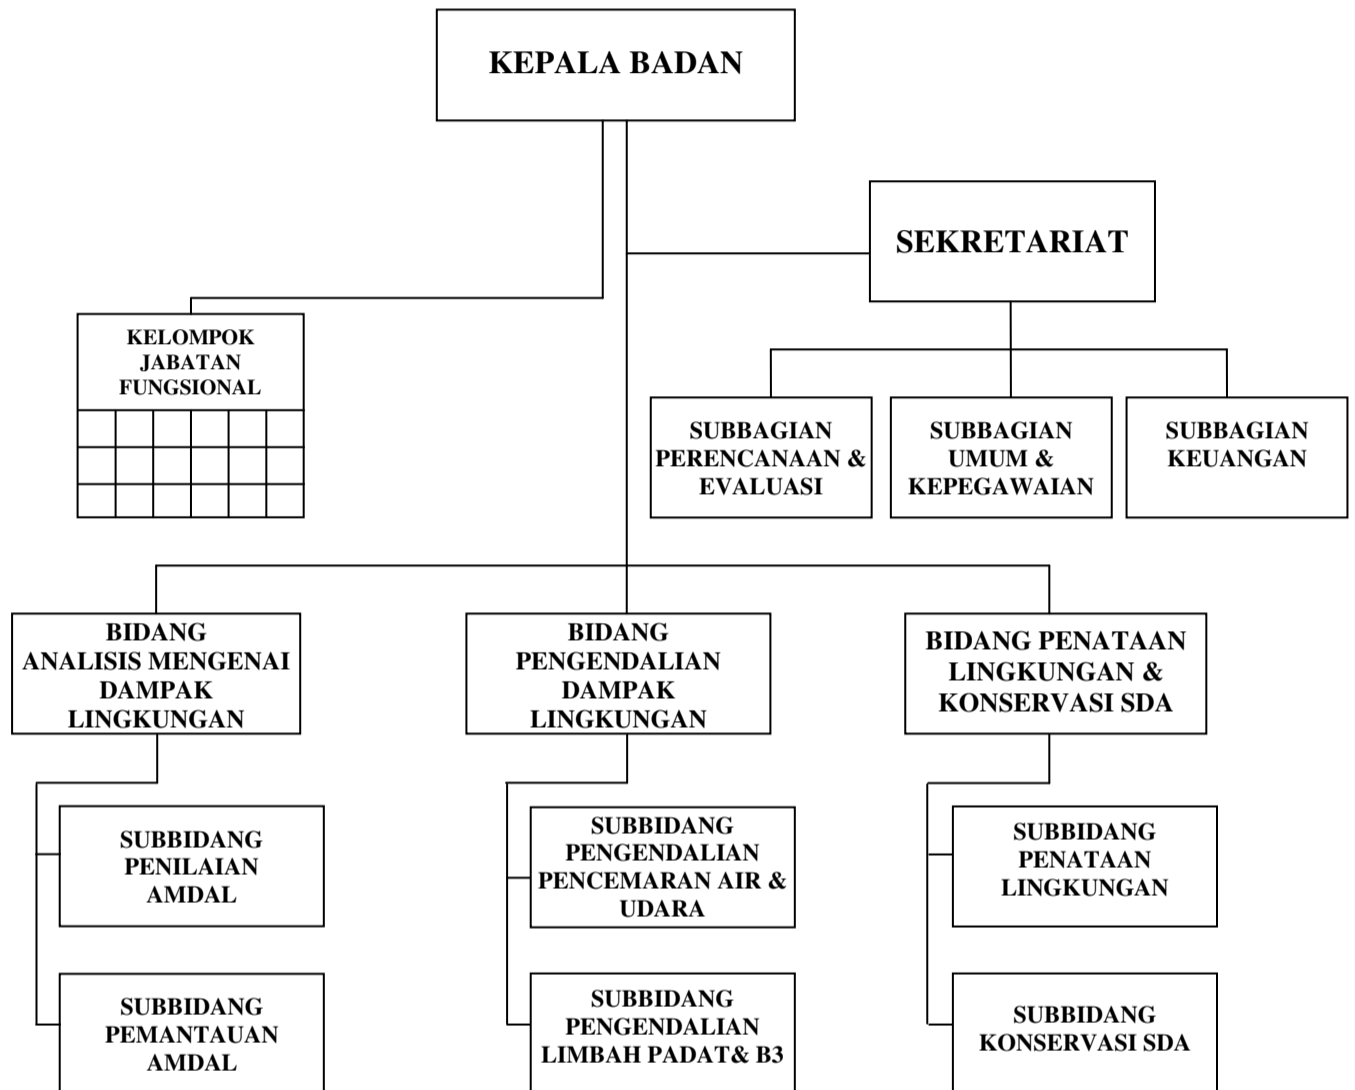 KEPALA BADAN
SEKRETARIAT
KELOMPOK
JABATAN
FUNGSIONAL
SUBBAGIAN
PERENCANAAN &
EVALUASI
SUBBAGIAN
UMUM &
KEPEGAWAIAN
SUBBAGIAN
KEUANGAN
BIDANG
ANALISIS MENGENAI
DAMPAK
LINGKUNGAN
BIDANG
PENGENDALIAN
DAMPAK
LINGKUNGAN
BIDANG PENATAAN
LINGKUNGAN &
KONSERVASI SDA
SUBBIDANG
PENILAIAN
AMDAL
SUBBIDANG
PENGENDALIAN
PENCEMARAN AIR &
UDARA
SUBBIDANG
PENATAAN
LINGKUNGAN
SUBBIDANG
PEMANTAUAN
AMDAL
SUBBIDANG
PENGENDALIAN
LIMBAH PADAT& B3
SUBBIDANG
KONSERVASI SDA